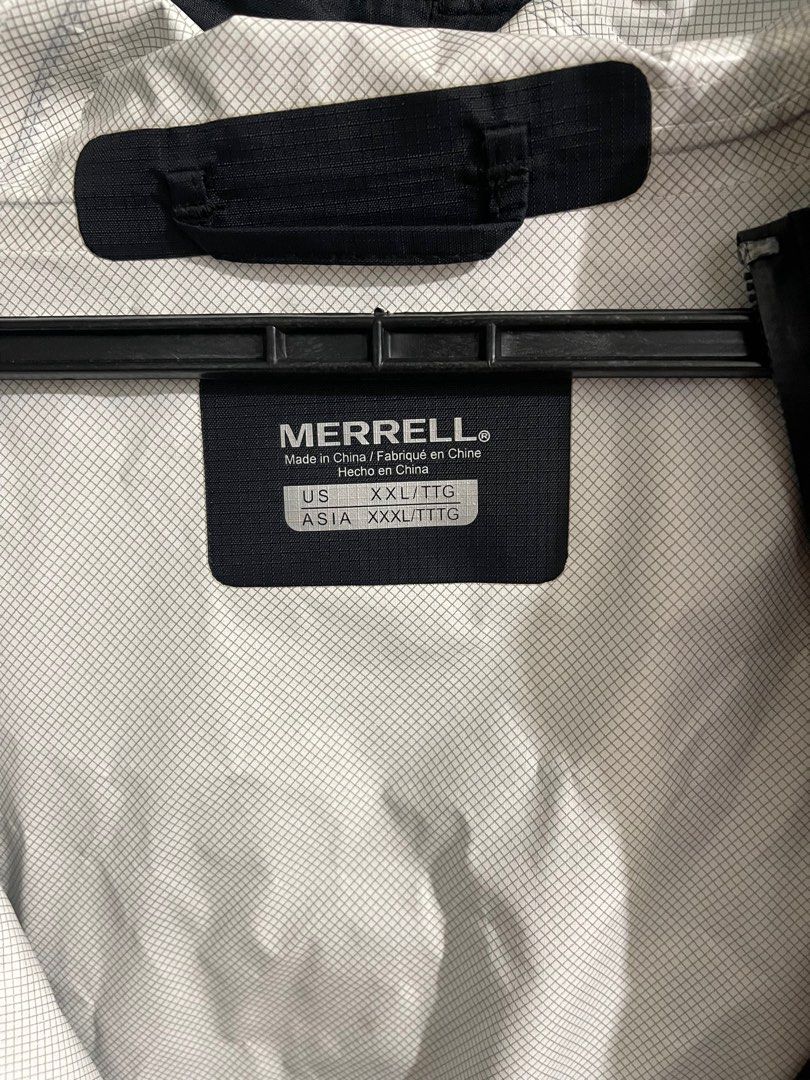 MERRELL®
Made in China / Fabriqué en Chine
Hecho en China
US XXL/TTG
ASIA XXXL/TTTG